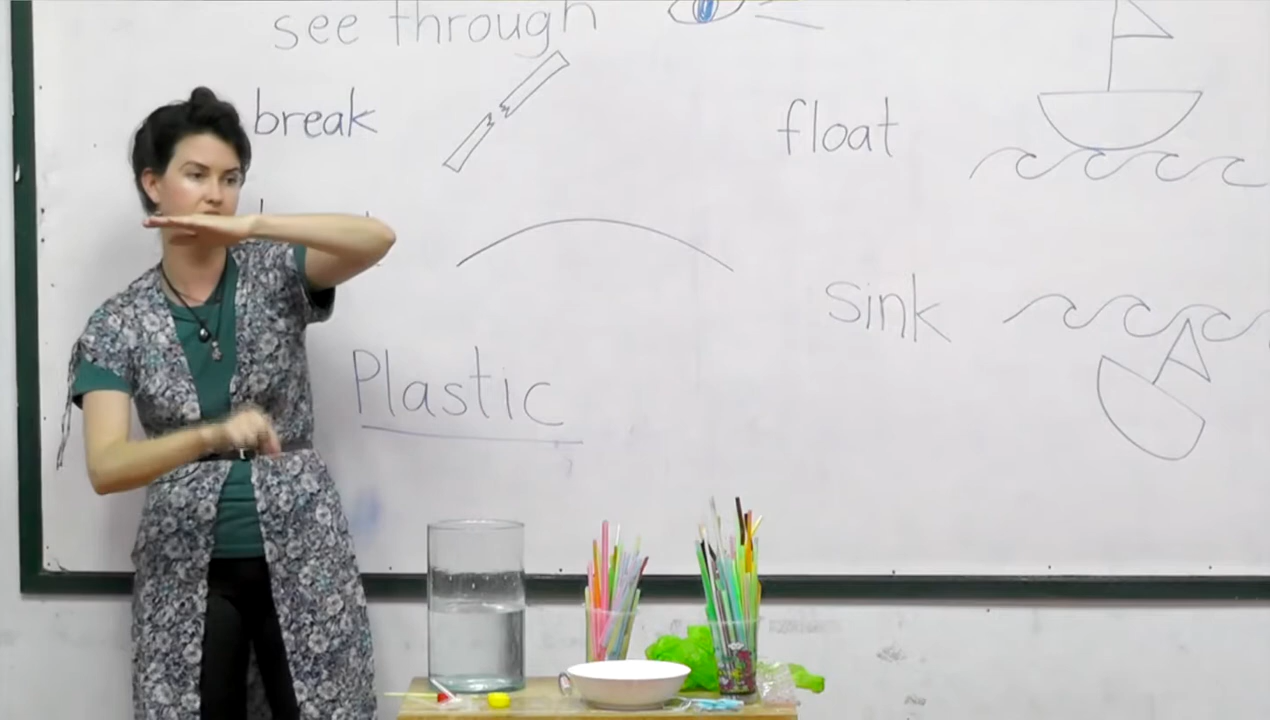 see through
break
float
sink
Plastic